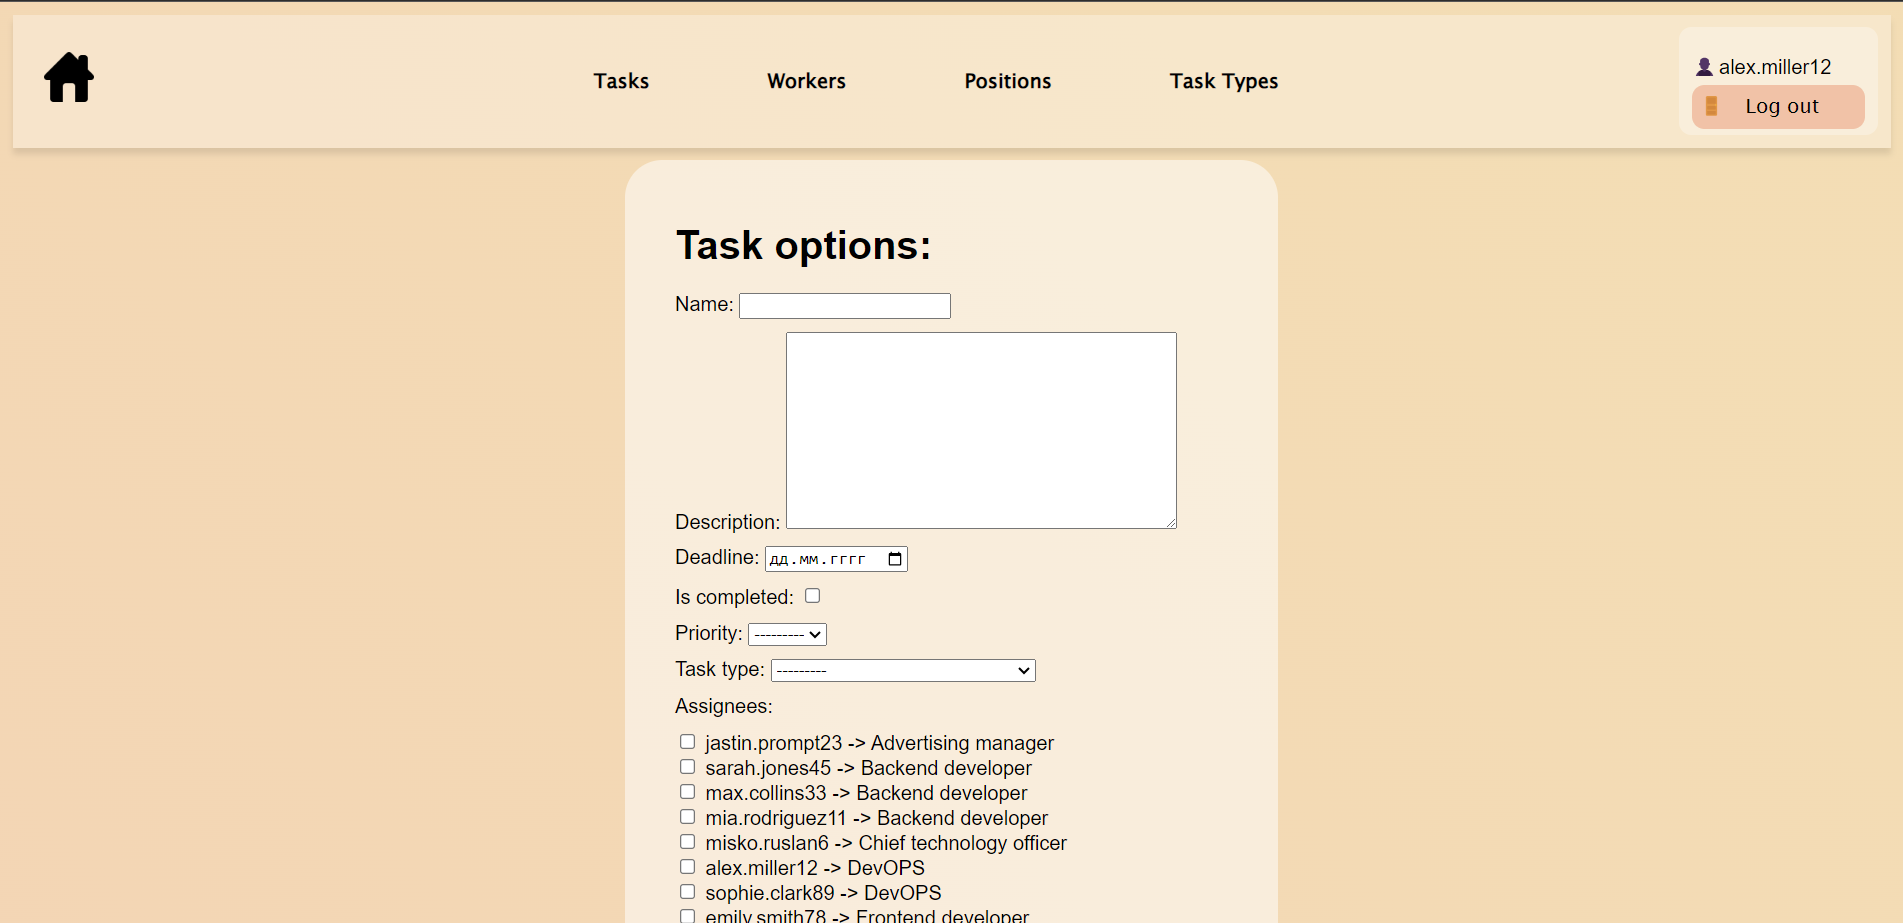 Tasks Workers Positions Task Types
alex.miller12
Log out
Task options:
Name:
Description:
Deadline: дд.мм.гггг
Is completed:
Priority: ---------
Task type: ---------
Assignees:
jastin.prompt23 -> Advertising manager
sarah.jones45 -> Backend developer
max.collins33 -> Backend developer
mia.rodriguez11 -> Backend developer
misko.ruslan6 -> Chief technology officer
alex.miller12 -> DevOPS
sophie.clark89 -> DevOPS
emily.smith78 -> Frontend developer